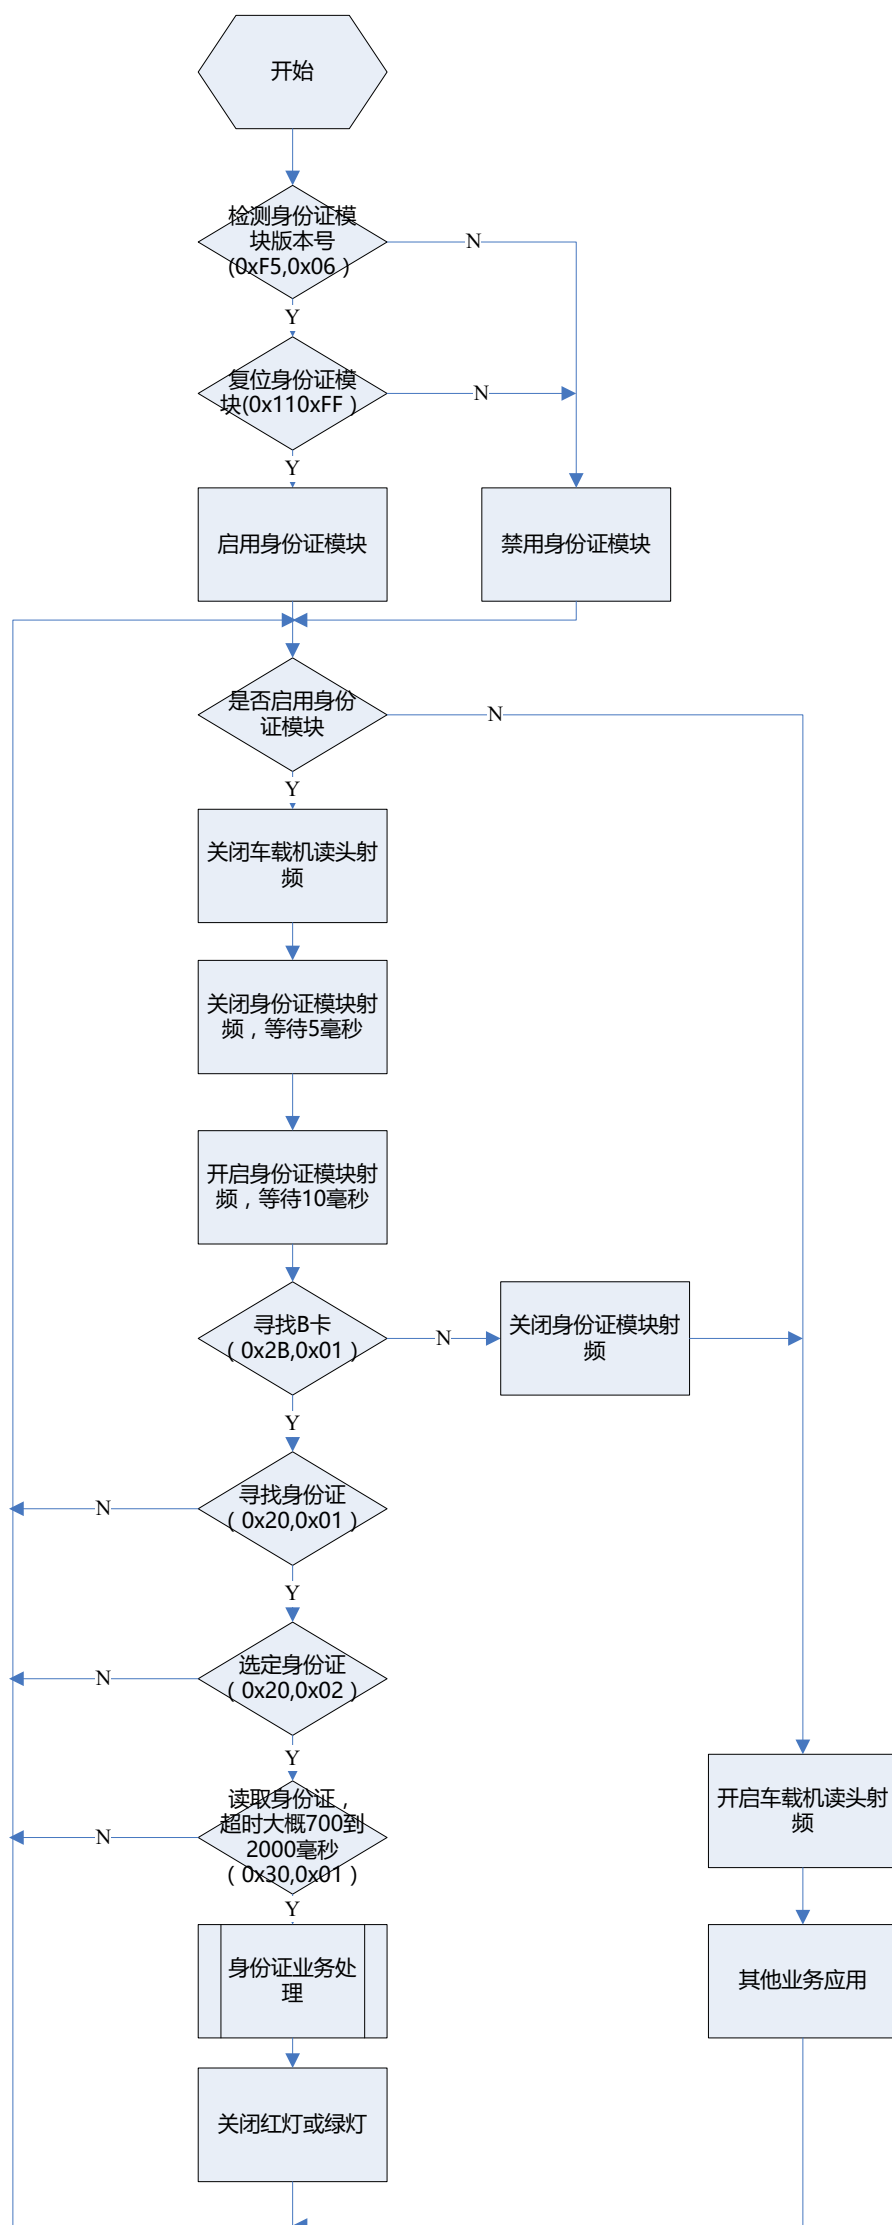 开始
检测身份证模
块版本号
(0xF5,0x06）
N
Y
复位身份证模
块(0x110xFF）
N
Y
启用身份证模块
禁用身份证模块
是否启用身份
证模块
N
Y
关闭车载机读头射
频
关闭身份证模块射
频，等待5毫秒
开启身份证模块射
频，等待10毫秒
寻找B卡
（0x2B,0x01）
N
关闭身份证模块射
频
Y
寻找身份证
（0x20,0x01）
N
Y
选定身份证
（0x20,0x02）
N
Y
读取身份证，
超时大概700到
2000毫秒
（0x30,0x01）
N
Y
开启车载机读头射
频
身份证业务处
理
其他业务应用
关闭红灯或绿灯